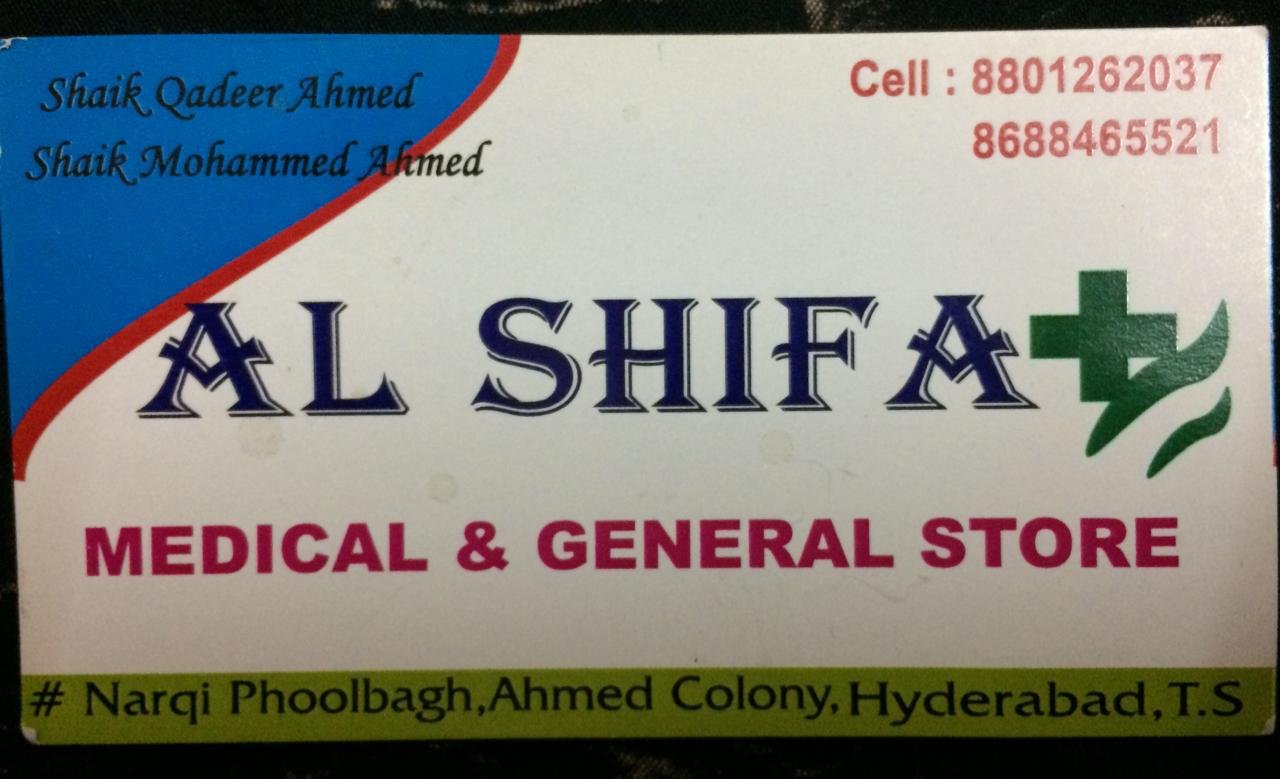 Shaik Qadeer Ahmed
Shaik Mohammed Ahmed
Cell : 8801262037
8688465521
AL SHIFA
MEDICAL & GENERAL STORE
# Narqi Phoolbagh,Ahmed Colony, Hyderabad,T.S